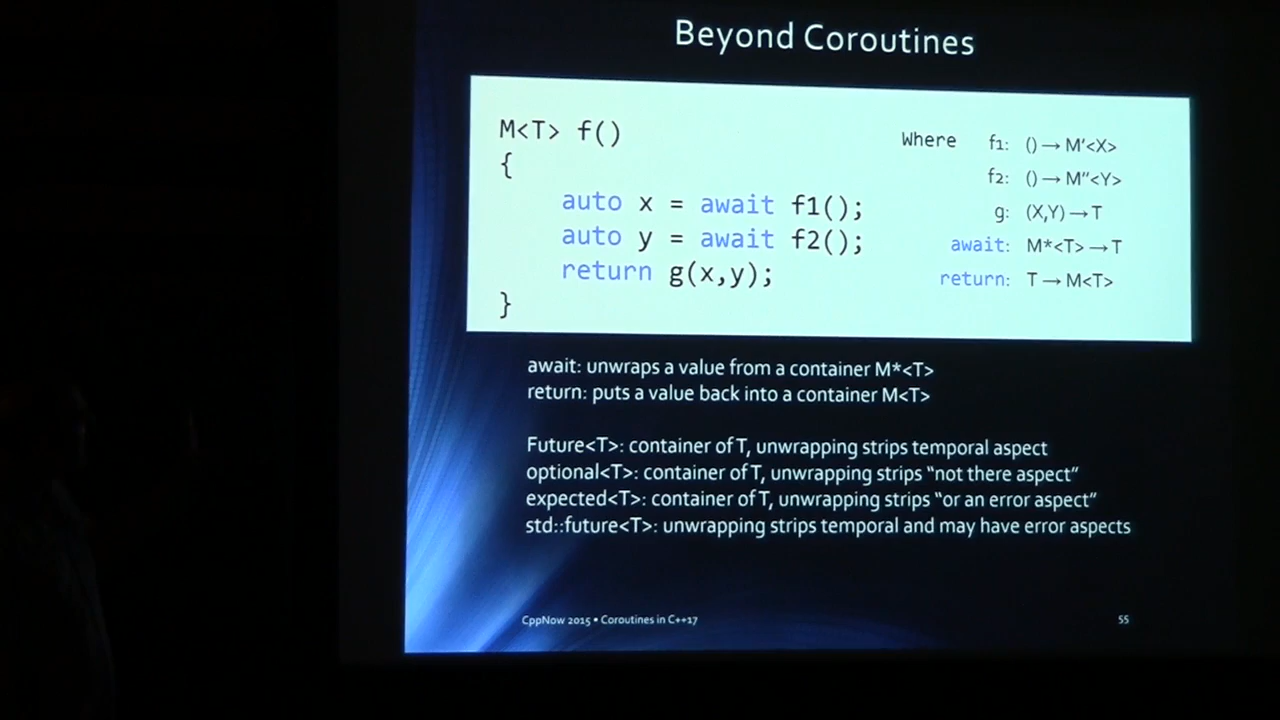 Beyond Coroutines
M<T> f()
{
auto x = await f1();
auto y = await f2();
return g(x,y);
}
Where f1: () → M'<X>
f2: () → M''<Y>
g: (X,Y) → T
await: M*<T> → T
return: T → M<T>
await: unwraps a value from a container M*<T>
return: puts a value back into a container M<T>
Future<T>: container of T, unwrapping strips temporal aspect
optional<T>: container of T, unwrapping strips “not there aspect”
expected<T>: container of T, unwrapping strips “or an error aspect”
std::future<T>: unwrapping strips temporal and may have error aspects
CppNow 2015 • Coroutines in C++17
55